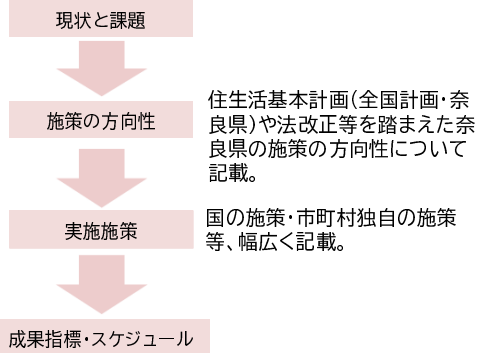 現状と課題
施策の方向性
住生活基本計画(全国計画・奈
良県)や法改正等を踏まえた奈
良県の施策の方向性について
記載。
実施施策
国の施策・市町村独自の施策
等、幅広く記載。
成果指標・スケジュール